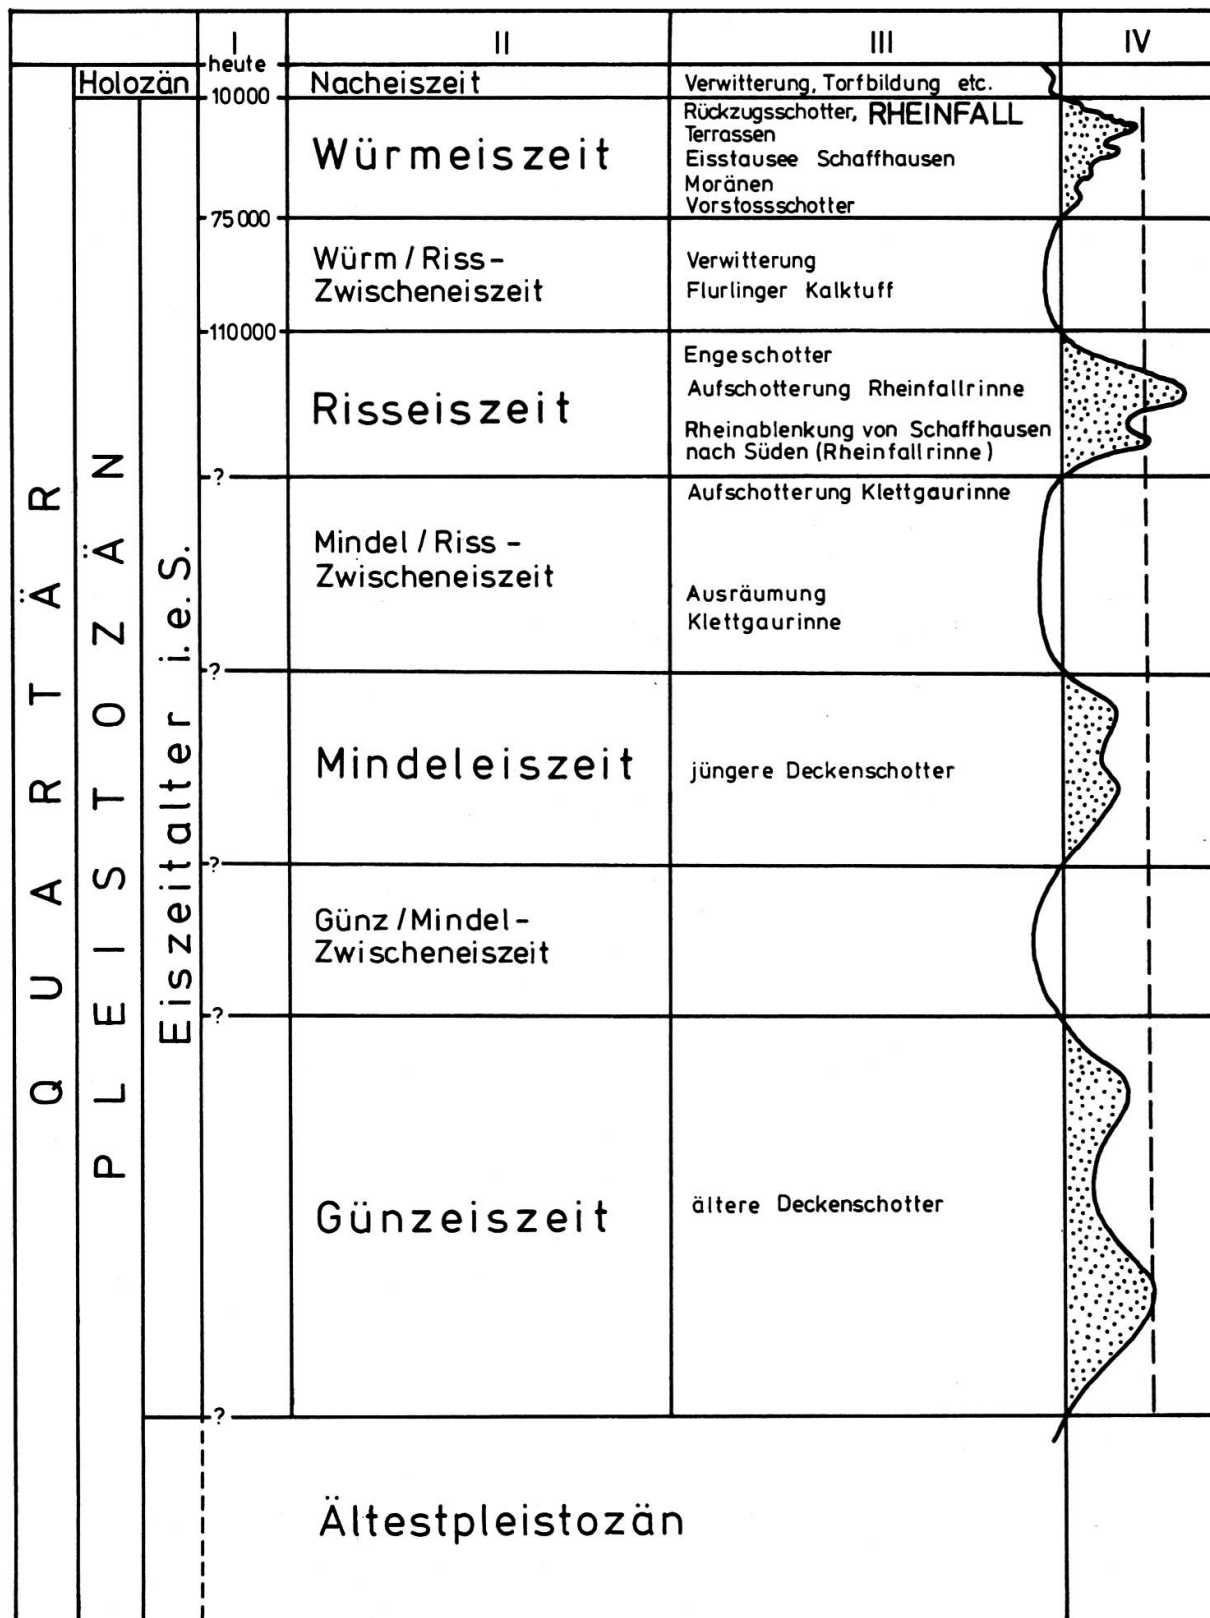 I II III IV
heute
Holozän Nacheiszeit Verwitterung, Torfbildung etc.
10000
Würmeiszeit
Rückzugsschotter, RHEINFALL
Terrassen
Eisstausee Schaffhausen
Moränen
Vorstossschotter
75000
Würm / Riss -
Zwischeneiszeit
Verwitterung
Flurlinger Kalktuff
110000
Risseiszeit
Engeschotter
Aufschotterung Rheinfallrinne
Rheinablenkung von Schaffhausen
nach Süden (Rheinfallrinne)
?
Mindel / Riss -
Zwischeneiszeit
Aufschotterung Klettgaurinne
Ausräumung
Klettgaurinne
?
Mindeleiszeit
jüngere Deckenschotter
?
Günz / Mindel -
Zwischeneiszeit
?
Günzeiszeit
ältere Deckenschotter
?
Ältestpleistozän
QUARTÄR
PLEISTOZÄN
Eiszeitalter i.e.S.